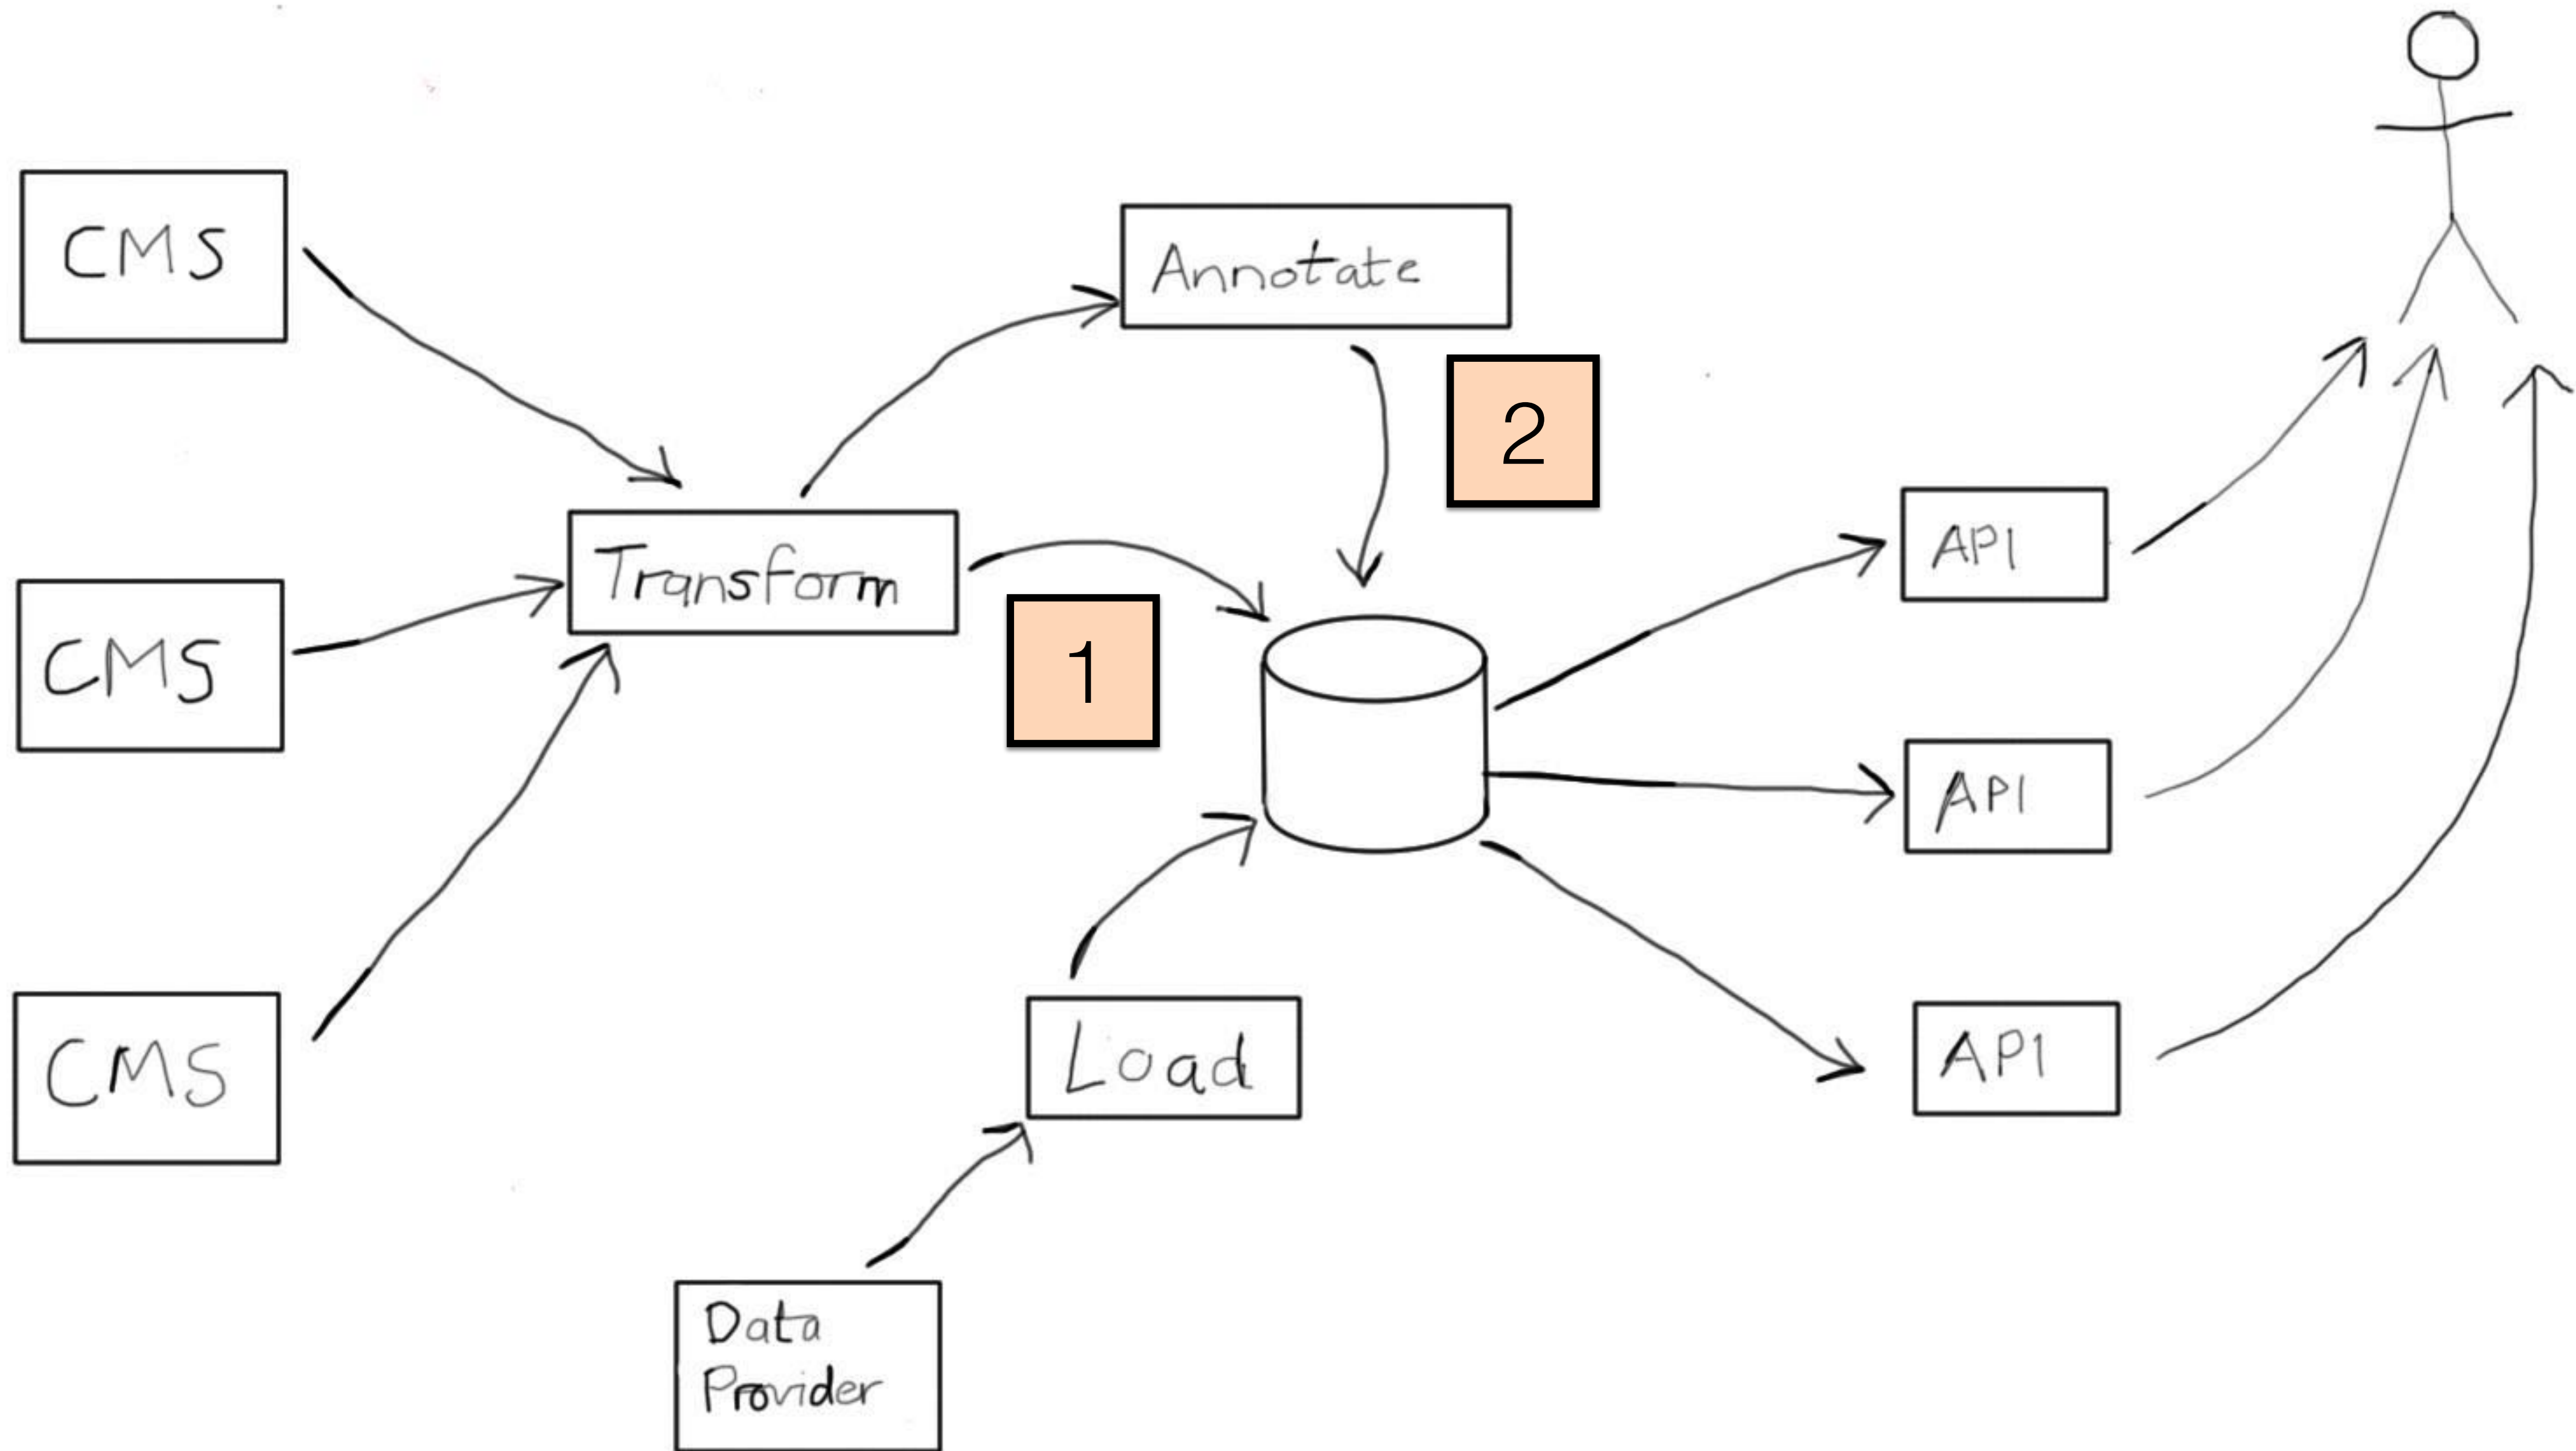 CMS
Annotate
2
Transform
API
1
CMS
API
Load
API
CMS
Data
Provider